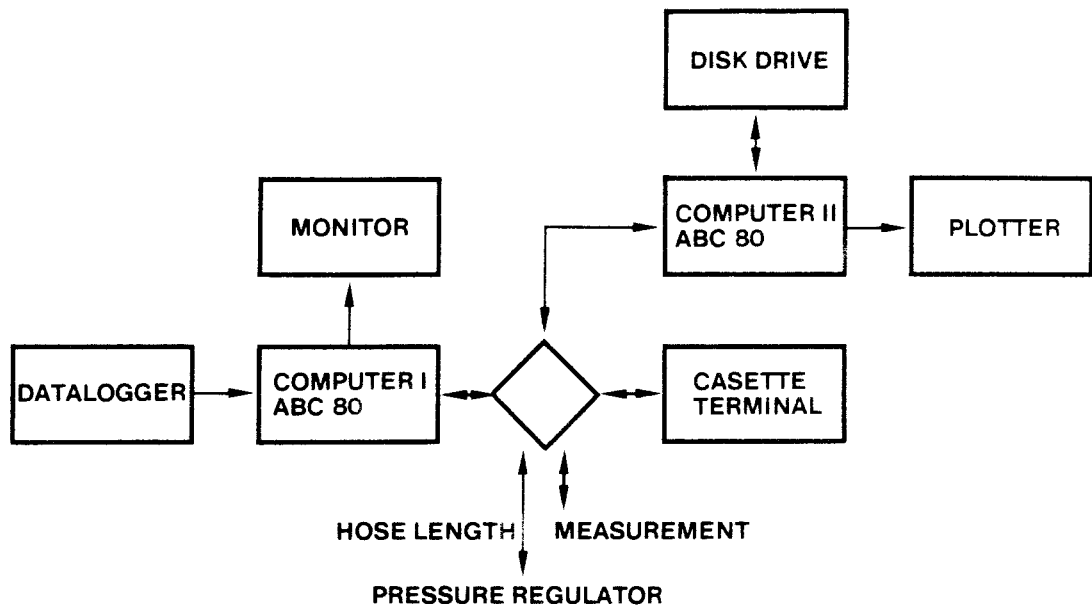 DISK DRIVE
MONITOR
COMPUTER II
ABC 80
PLOTTER
DATALOGGER
COMPUTER I
ABC 80
CASETTE
TERMINAL
HOSE LENGTH
MEASUREMENT
PRESSURE REGULATOR